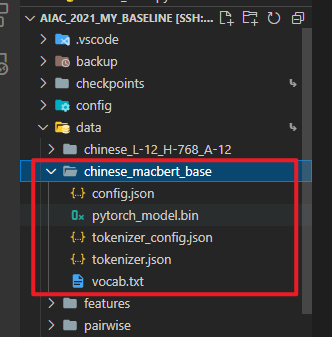 AIAC_2021_MY_BASELINE [SSH:
.vscode
backup
checkpoints
config
data
chinese_L-12_H-768_A-12
chinese_macbert_base
config.json
pytorch_model.bin
tokenizer_config.json
tokenizer.json
vocab.txt
features
pairwise